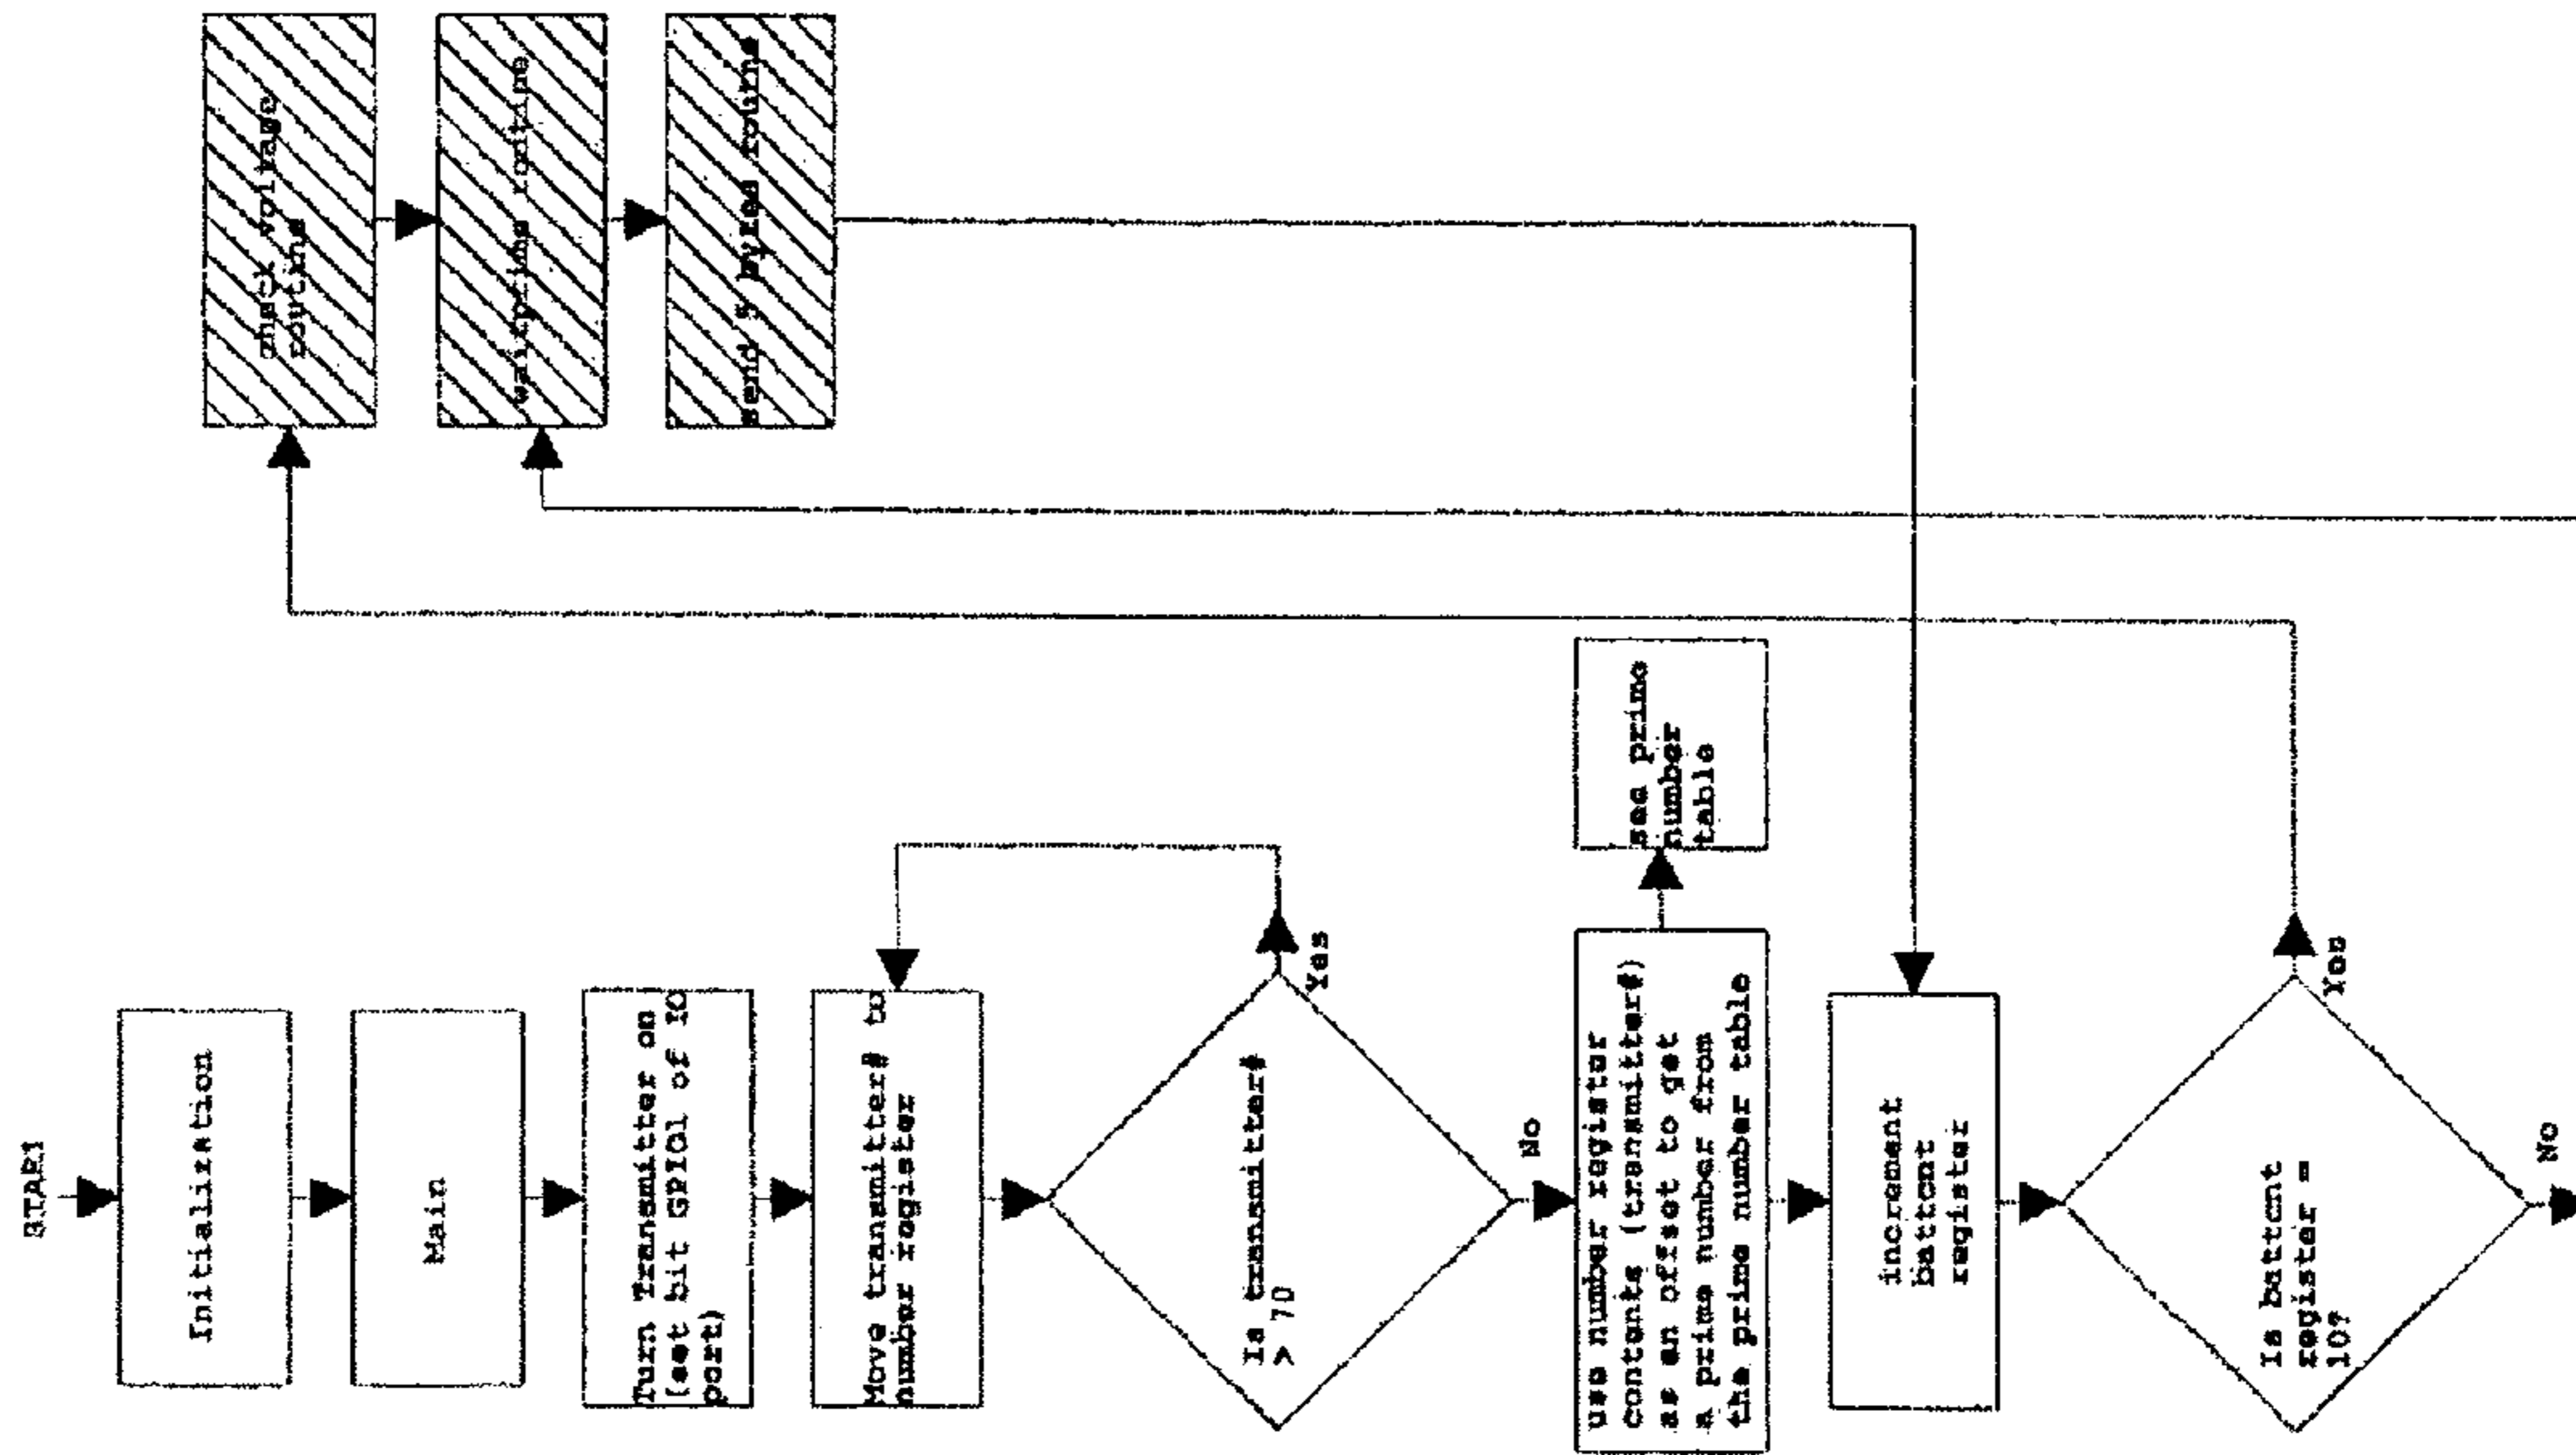 START
Initialization
Main
Turn Transmitter on
(set bit GPIO1 of IO
port)
Move transmitter# to
number register
Is transmitter#
> 70
Yes
No
use number register
contents (transmitter#)
as an offset to get
a prime number from
the prime number table
see prime
number
table
increment
battcnt
register
Is battcnt
register =
10?
Yes
No
check voltage
routine
routine
send 5 bytes